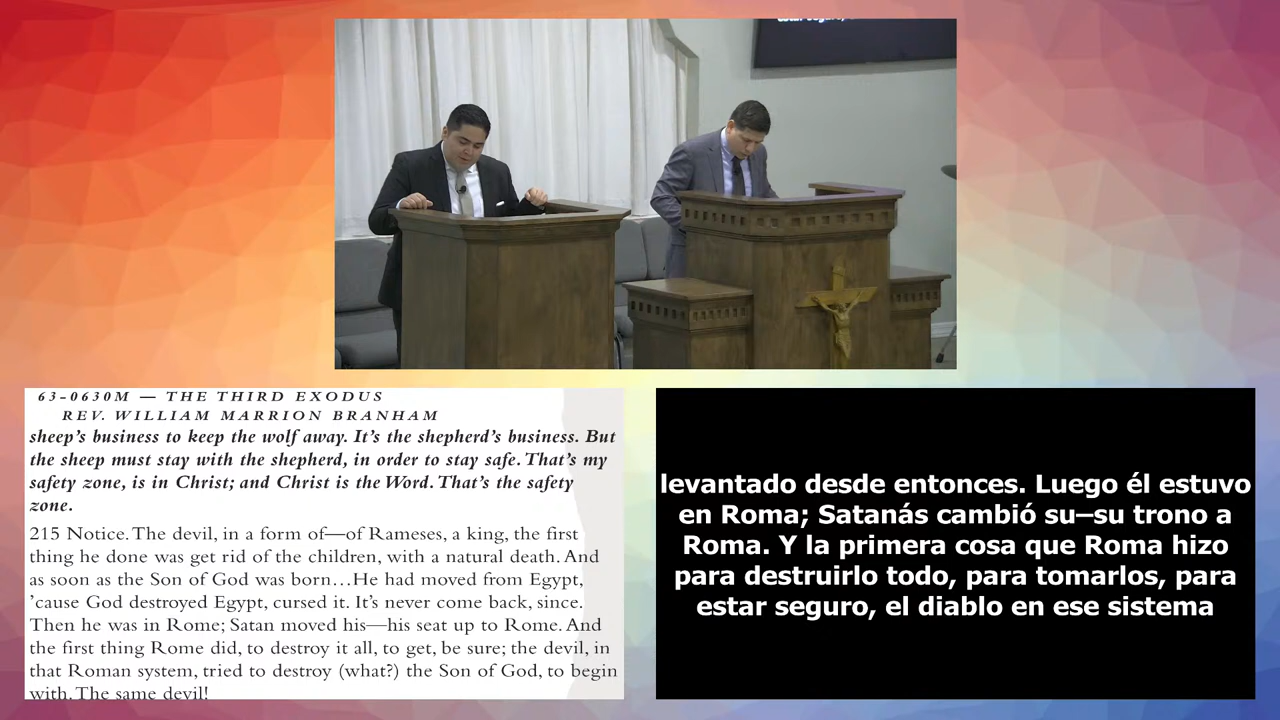 63-0630M — THE THIRD EXODUS
REV. WILLIAM MARRION BRANHAM
sheep's business to keep the wolf away. It's the shepherd's business. But
the sheep must stay with the shepherd, in order to stay safe. That's my
safety zone, is in Christ; and Christ is the Word. That's the safety
zone.
215 Notice. The devil, in a form of—of Rameses, a king, the first
thing he done was get rid of the children, with a natural death. And
as soon as the Son of God was born…He had moved from Egypt,
'cause God destroyed Egypt, cursed it. It's never come back, since.
Then he was in Rome; Satan moved his—his seat up to Rome. And
the first thing Rome did, to destroy it all, to get, be sure; the devil, in
that Roman system, tried to destroy (what?) the Son of God, to begin
with. The same devil!
levantado desde entonces. Luego él estuvo
en Roma; Satanás cambió su—su trono a
Roma. Y la primera cosa que Roma hizo
para destruirlo todo, para tomarlos, para
estar seguro, el diablo en ese sistema